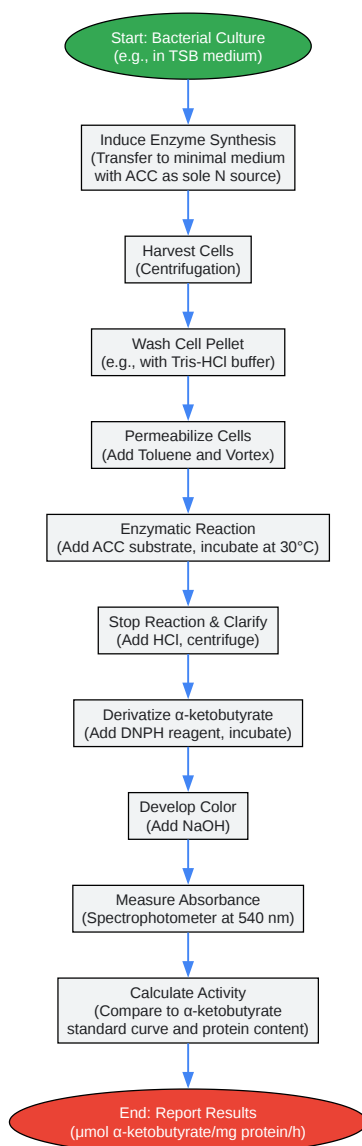 Start: Bacterial Culture
(e.g., in TSB medium)
Induce Enzyme Synthesis
(Transfer to minimal medium
with ACC as sole N source)
Harvest Cells
(Centrifugation)
Wash Cell Pellet
(e.g., with Tris-HCl buffer)
Permeabilize Cells
(Add Toluene and Vortex)
Enzymatic Reaction
(Add ACC substrate, incubate at 30°C)
Stop Reaction & Clarify
(Add HCl, centrifuge)
Derivatize α-ketobutyrate
(Add DNPH reagent, incubate)
Develop Color
(Add NaOH)
Measure Absorbance
(Spectrophotometer at 540 nm)
Calculate Activity
(Compare to α-ketobutyrate
standard curve and protein content)
End: Report Results
(μmol α-ketobutyrate/mg protein/h)